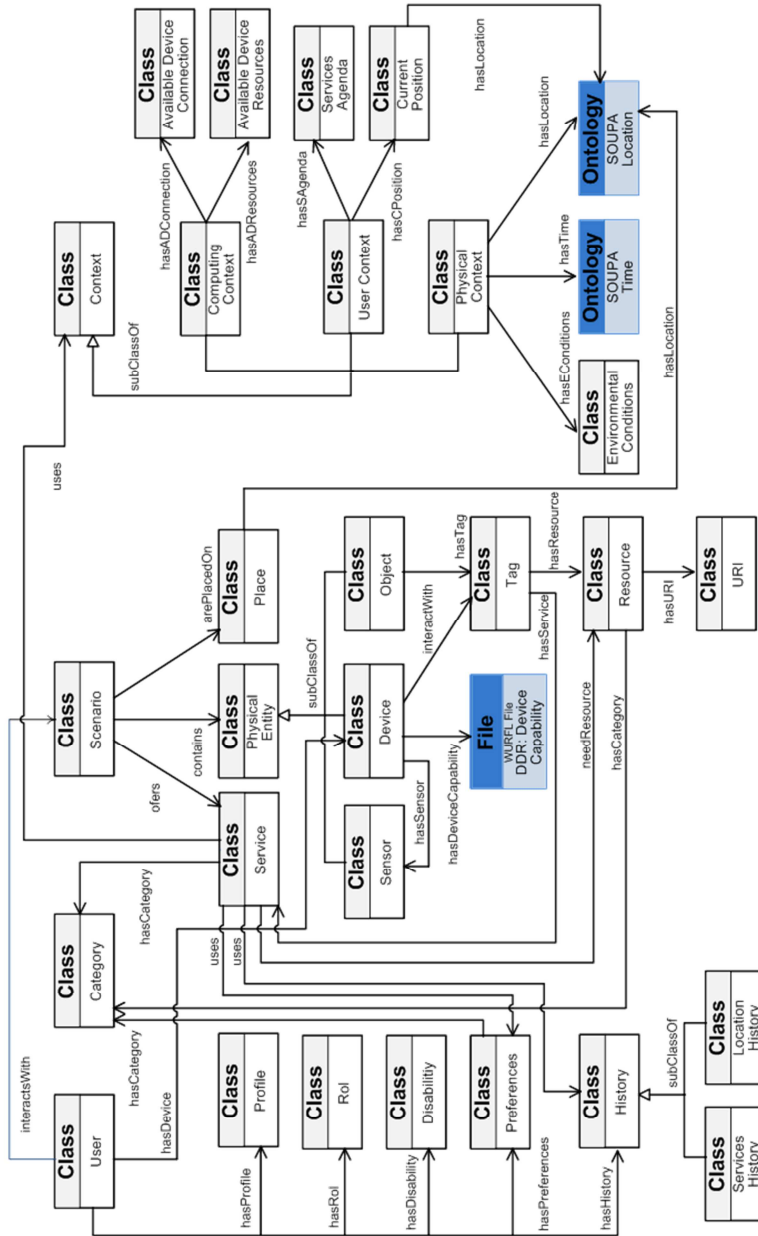 interactsWith
Class
User
Class
Category
Class
Scenario
Class
Context
hasCategory
hasDevice
hasCategory
ofers
contains
arePlacedOn
uses
subClassOf
Class
Available Device
Connection
Class
Available Device
Resources
Class
Services
Agenda
Class
Current
Position
hasADConnection
hasADResources
hasSAgenda
hasCPosition
hasLocation
Class
Computing
Context
Class
User Context
Class
Physical
Context
hasProfile
Class
Profile
uses
uses
Class
Service
Class
Physical
Entity
Class
Place
hasRol
Class
Rol
subClassOf
Class
Sensor
Class
Device
Class
Object
hasSensor
hasDeviceCapability
interactWith
hasTag
hasDisability
Class
Disabilitiy
hasPreferences
Class
Preferences
File
WURFL File
DDR: Device
Capability
Class
Tag
hasService
hasResource
hasEConditions
hasTime
hasLocation
needResource
hasHistory
Class
History
hasCategory
Class
Resource
Class
Environmental
Conditions
Ontology
SOUPA
Time
Ontology
SOUPA
Location
subClassOf
hasURI
hasLocation
Class
Services
History
Class
Location
History
Class
URI